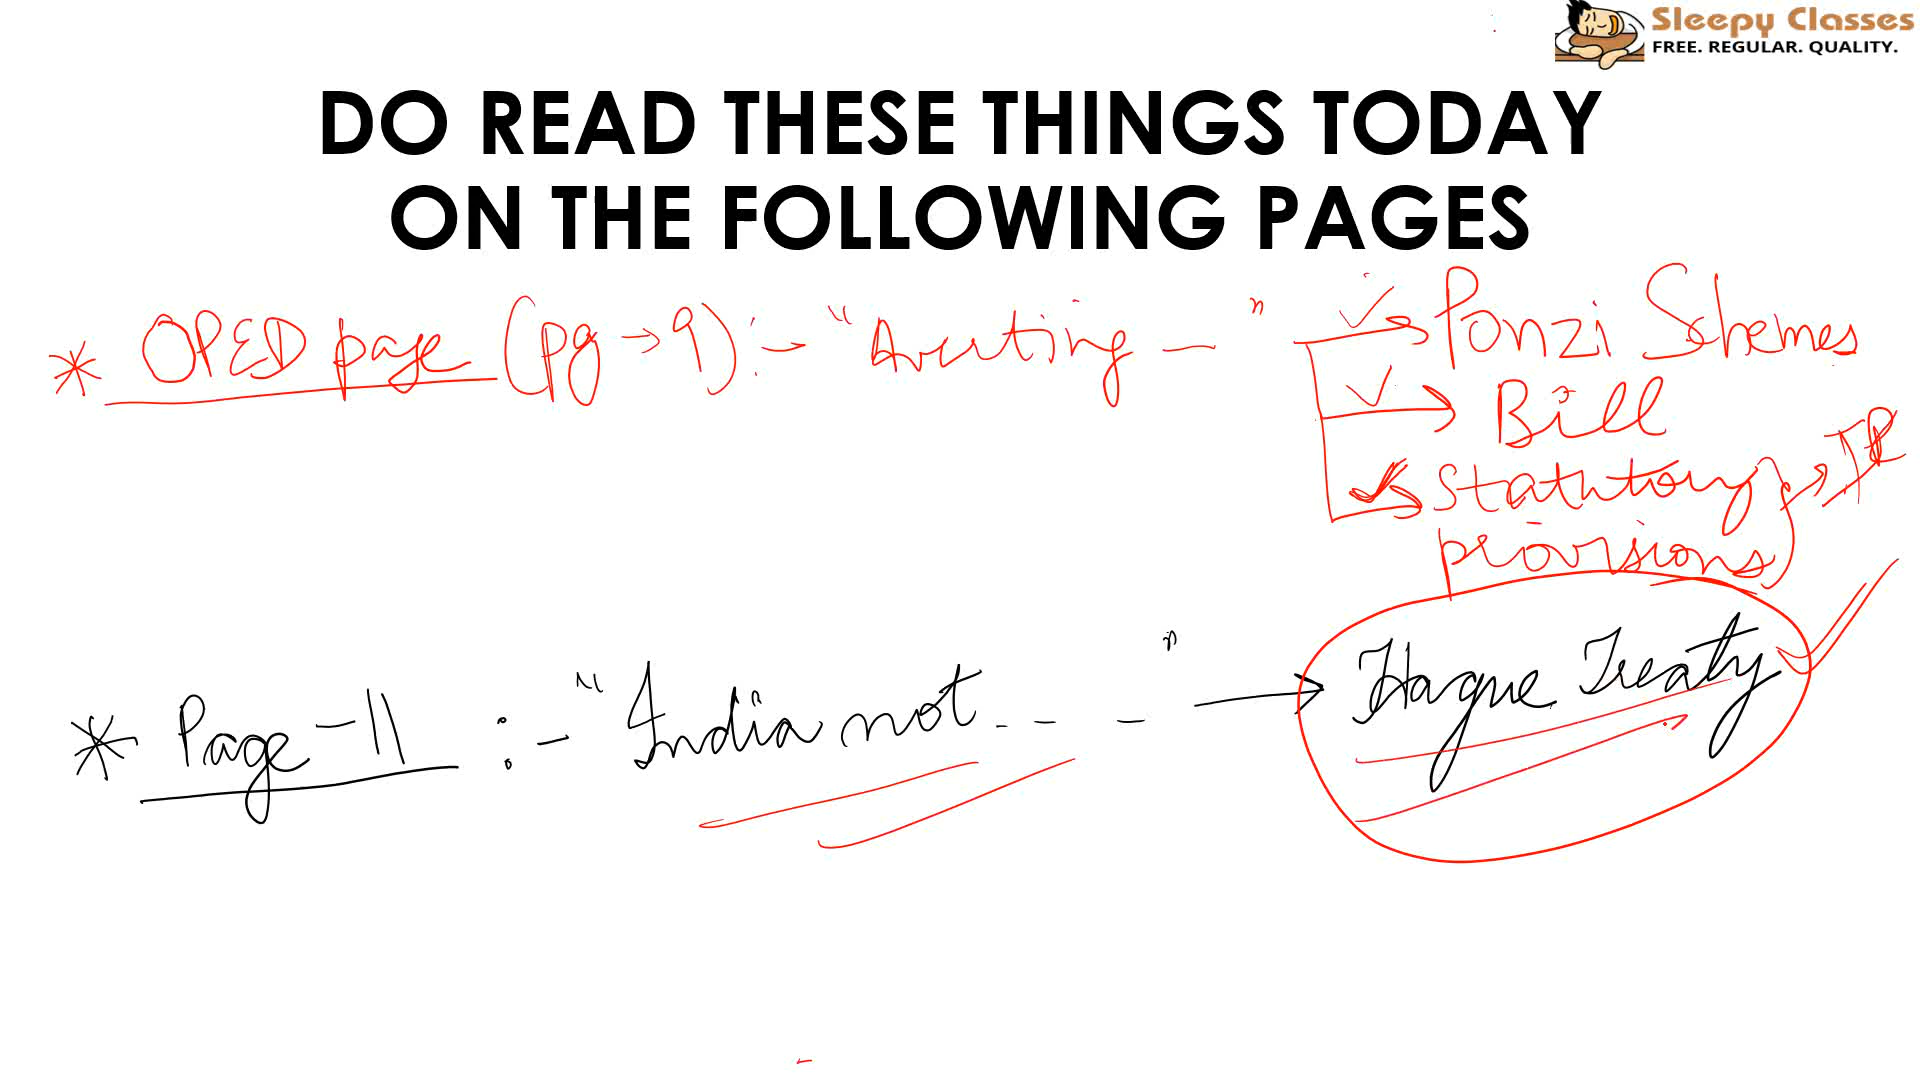 Sleepy Classes
FREE. REGULAR. QUALITY.
DO READ THESE THINGS TODAY
ON THE FOLLOWING PAGES
* OPED page (pg → 9) :- "Averting — " → Ponzi Schemes
→ Bill
→ Statutory
provisions
* Page - 11 :- "India not - - - " → Hague Treaty